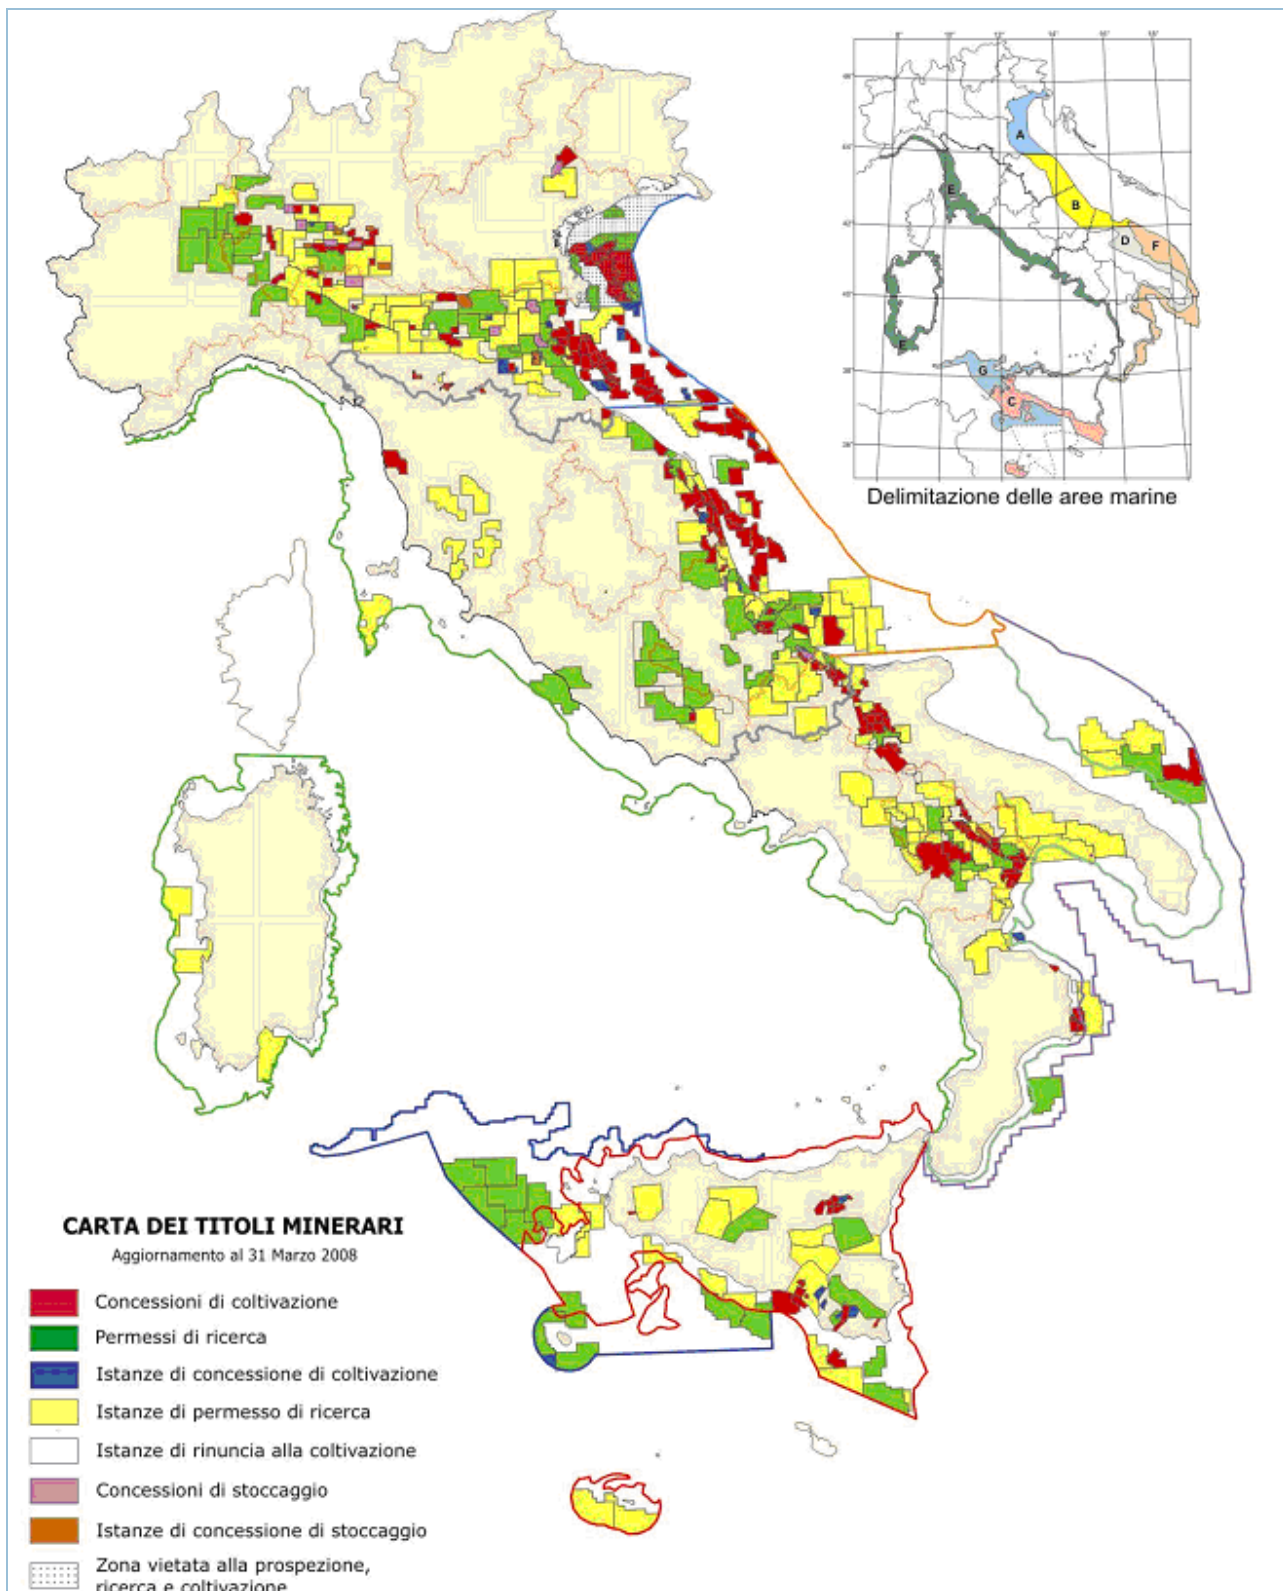 A
E
B
D
F
E
G
C
Delimitazione delle aree marine
CARTA DEI TITOLI MINERARI
Aggiornamento al 31 Marzo 2008
Concessioni di coltivazione
Permessi di ricerca
Istanze di concessione di coltivazione
Istanze di permesso di ricerca
Istanze di rinuncia alla coltivazione
Concessioni di stoccaggio
Istanze di concessione di stoccaggio
Zona vietata alla prospezione,
ricerca e coltivazione